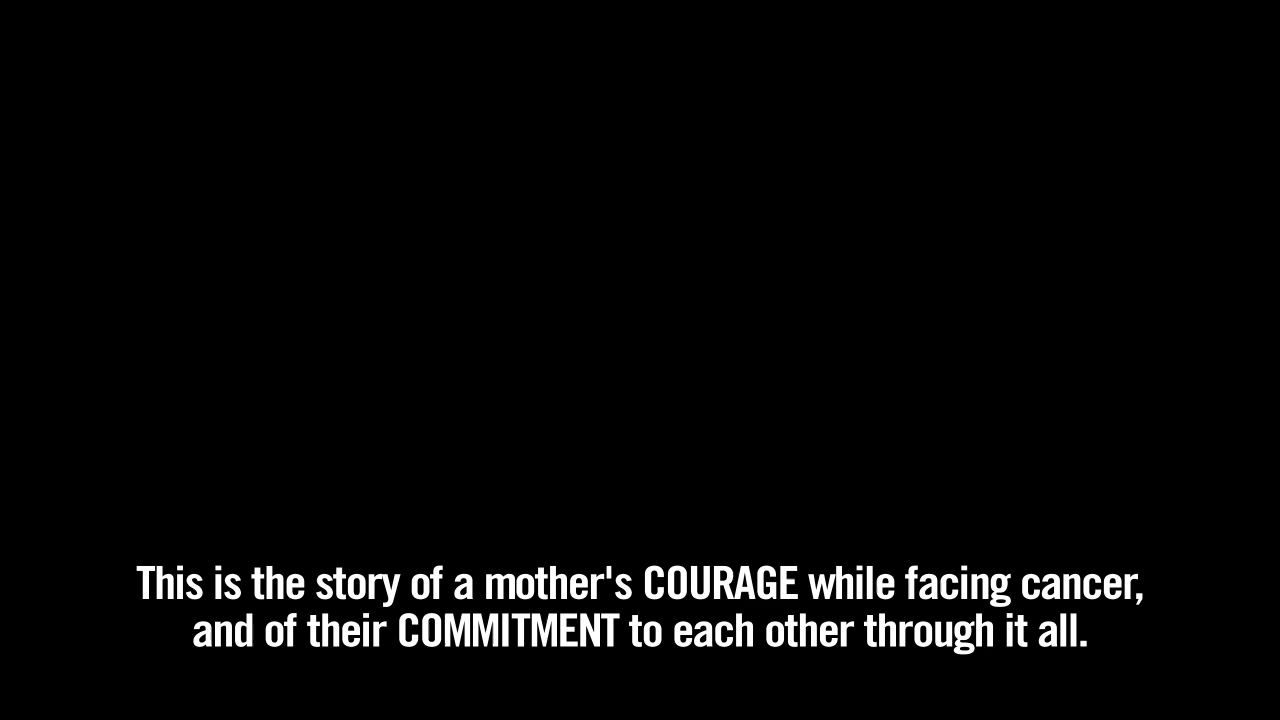 This is the story of a mother's COURAGE while facing cancer,
and of their COMMITMENT to each other through it all.